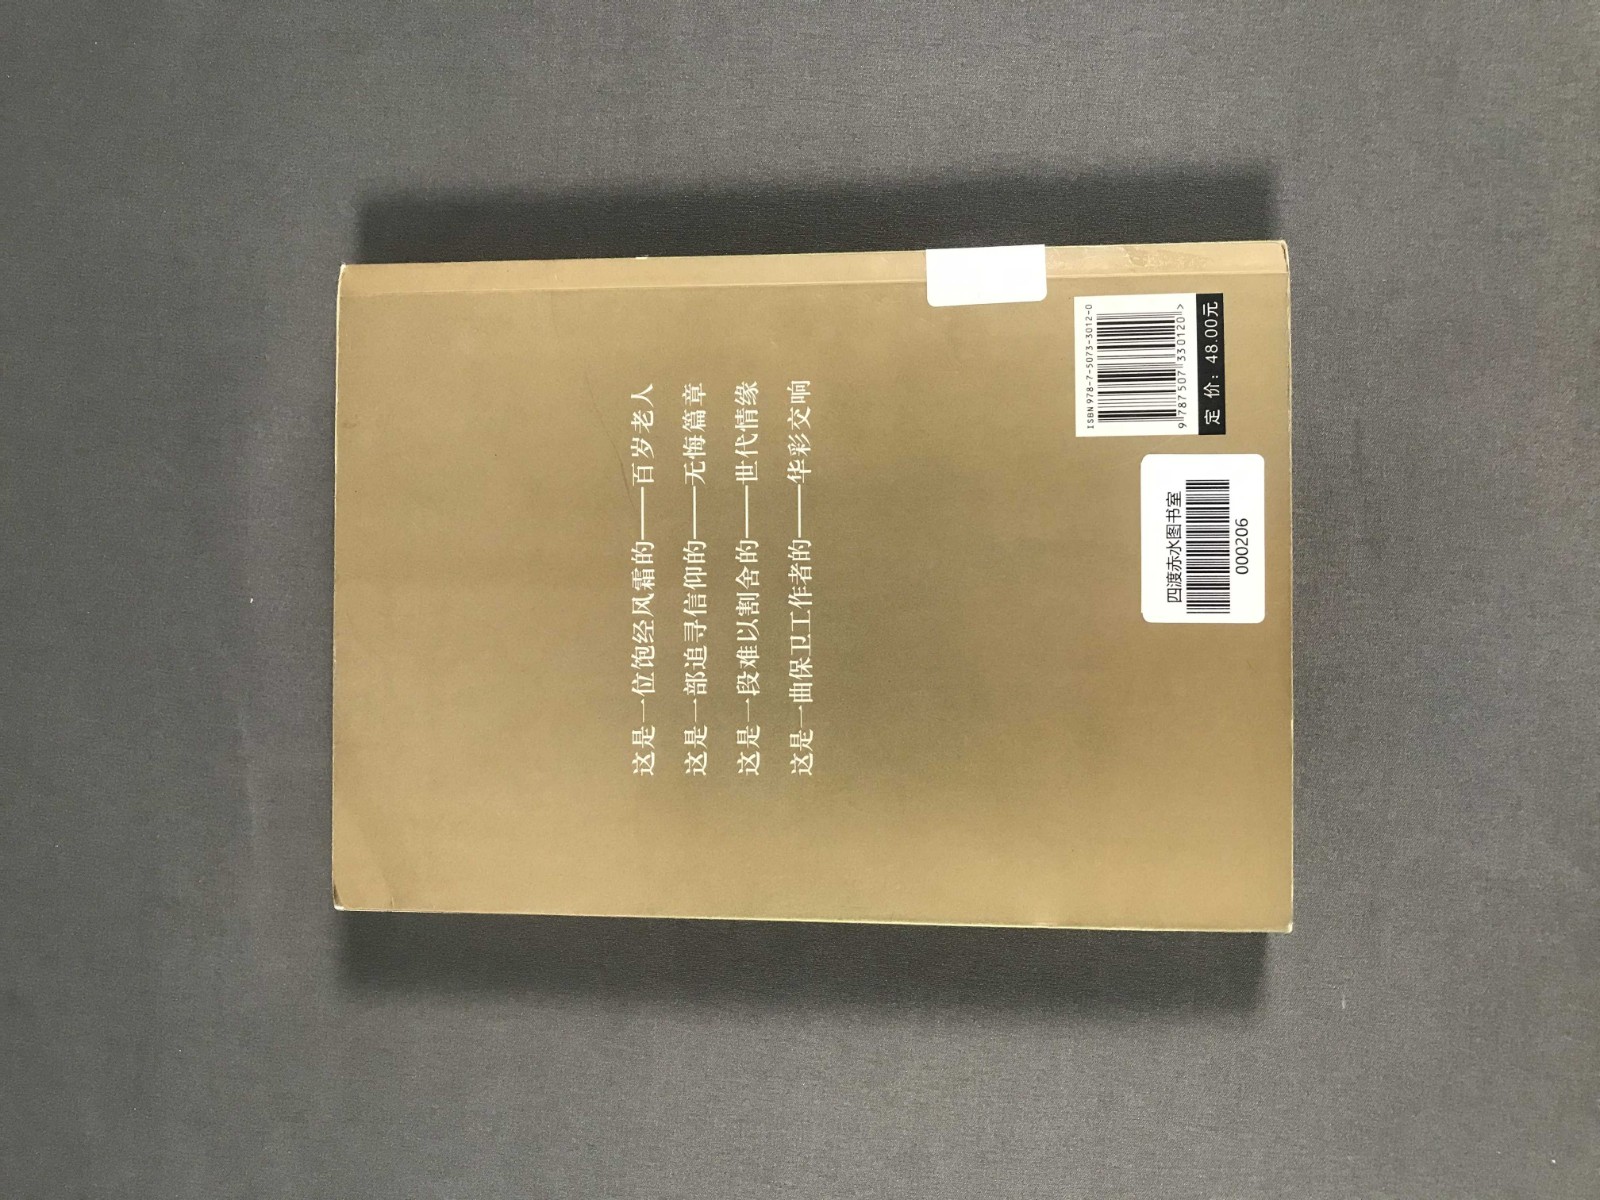 这是一位饱经风霜的——百岁老人
这是一部追寻信仰的——无悔篇章
这是一段难以割舍的——世代情缘
这是一曲保卫工作者的——华彩交响
ISBN 978-7-5073-3012-0
9 787507 330120 >
定 价：48.00元
四渡赤水图书室
000206